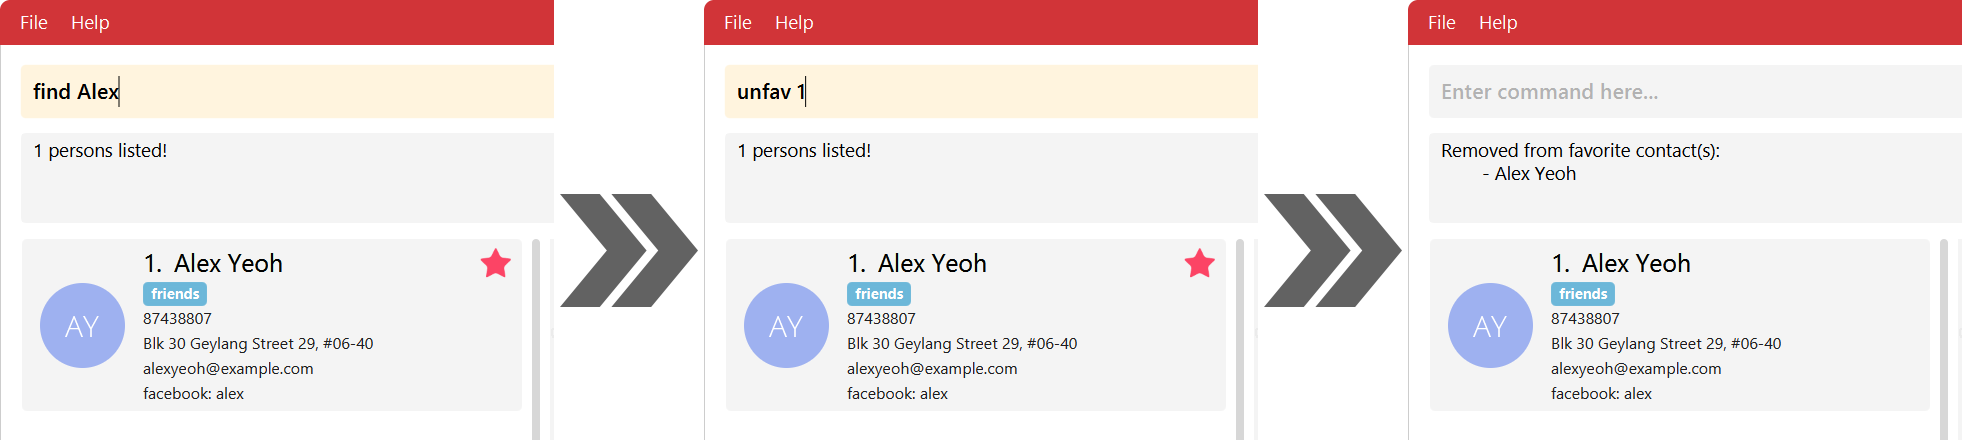 File Help
find Alex
1 persons listed!
1. Alex Yeoh
friends
AY
87438807
Blk 30 Geylang Street 29, #06-40
alexyeoh@example.com
facebook: alex
File Help
unfav 1
1 persons listed!
1. Alex Yeoh
friends
AY
87438807
Blk 30 Geylang Street 29, #06-40
alexyeoh@example.com
facebook: alex
File Help
Enter command here...
Removed from favorite contact(s):
- Alex Yeoh
1. Alex Yeoh
friends
AY
87438807
Blk 30 Geylang Street 29, #06-40
alexyeoh@example.com
facebook: alex